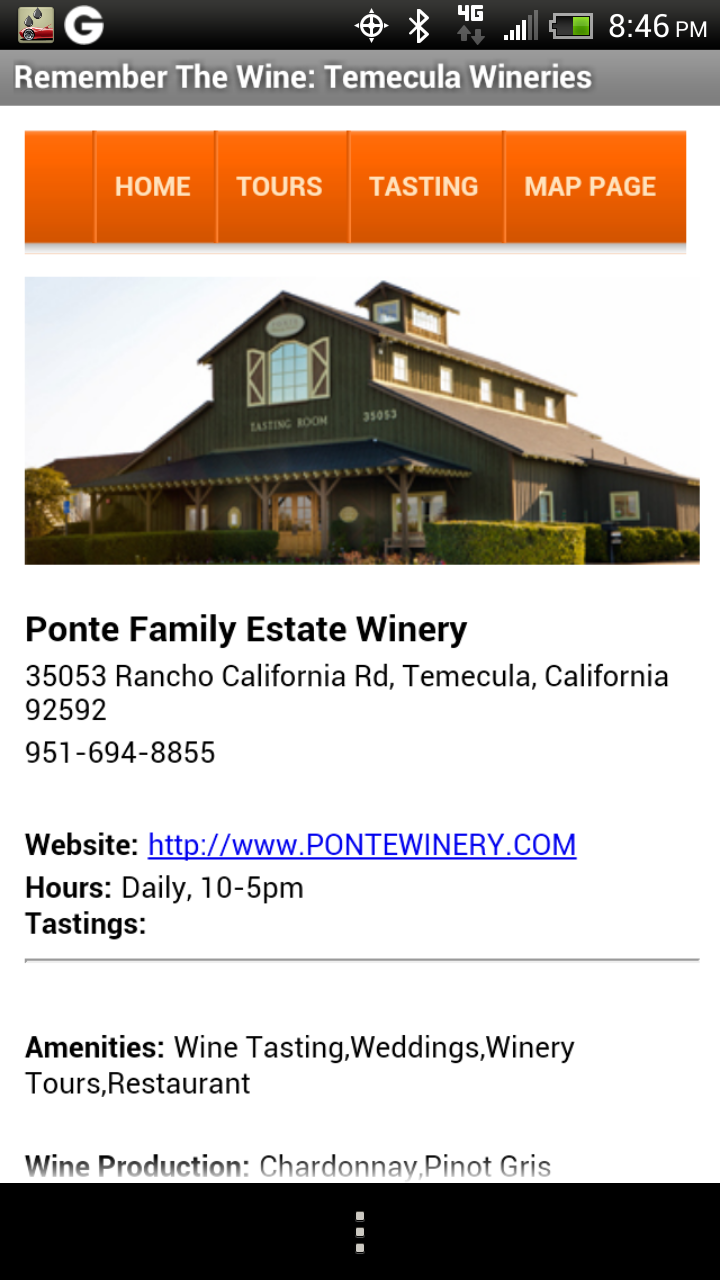 G 4G 8:46 PM
Remember The Wine: Temecula Wineries
HOME TOURS TASTING MAP PAGE
TASTING ROOM 35053
Ponte Family Estate Winery
35053 Rancho California Rd, Temecula, California
92592
951-694-8855
Website: http://www.PONTEWINERY.COM
Hours: Daily, 10-5pm
Tastings:
Amenities: Wine Tasting,Weddings,Winery
Tours,Restaurant
Wine Production: Chardonnay,Pinot Gris